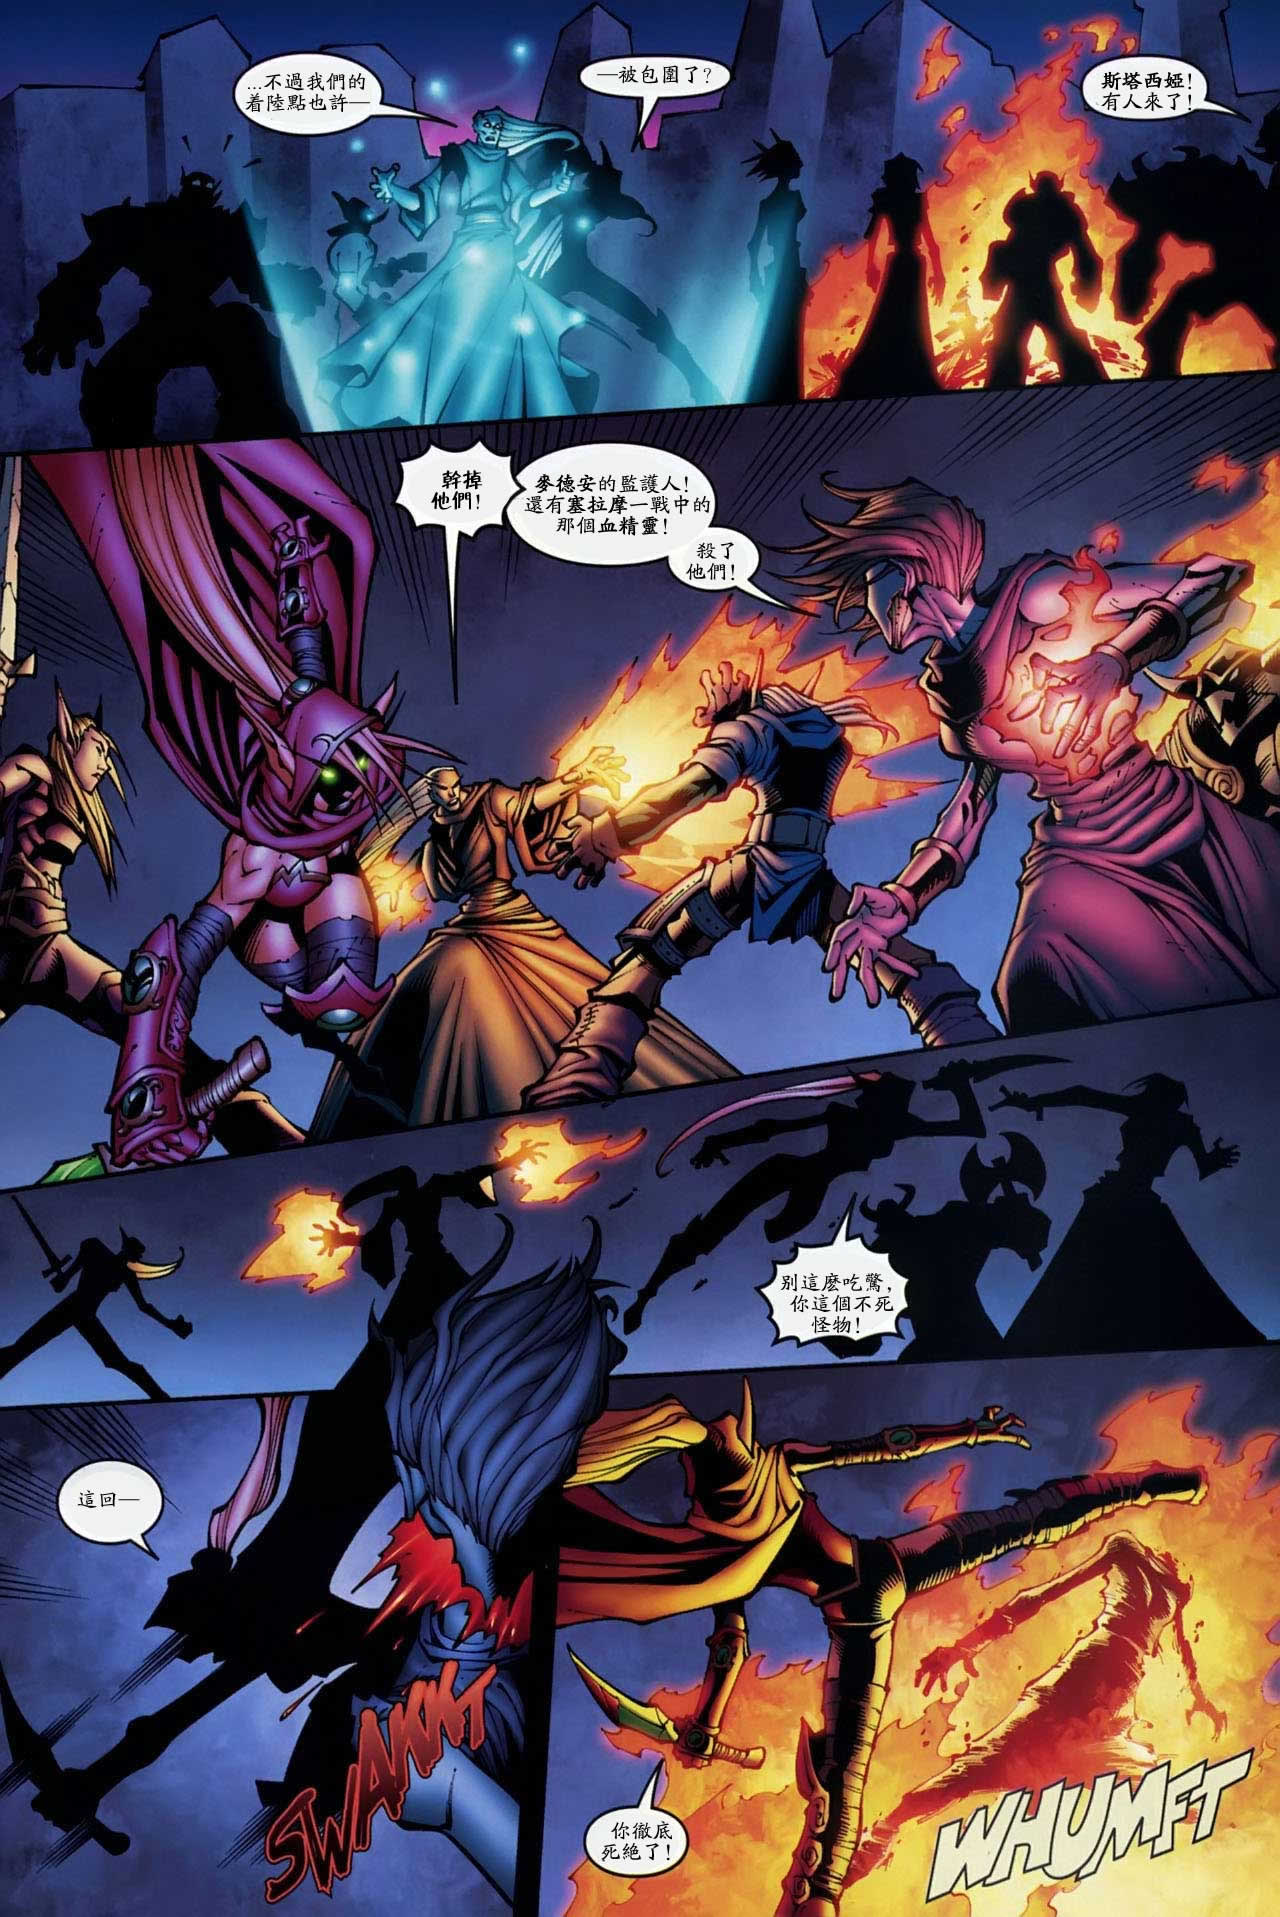 ...不過我們的
着陸點也許—
—被包圍了?
斯塔西婭!
有人來了!
幹掉
他們!
麥德安的監護人!
還有塞拉摩一戰中的
那個血精靈!
殺了
他們!
别這麽吃驚,
你這個不死
怪物!
這回—
SWAKKT
你徹底
死絕了!
WHUMFT